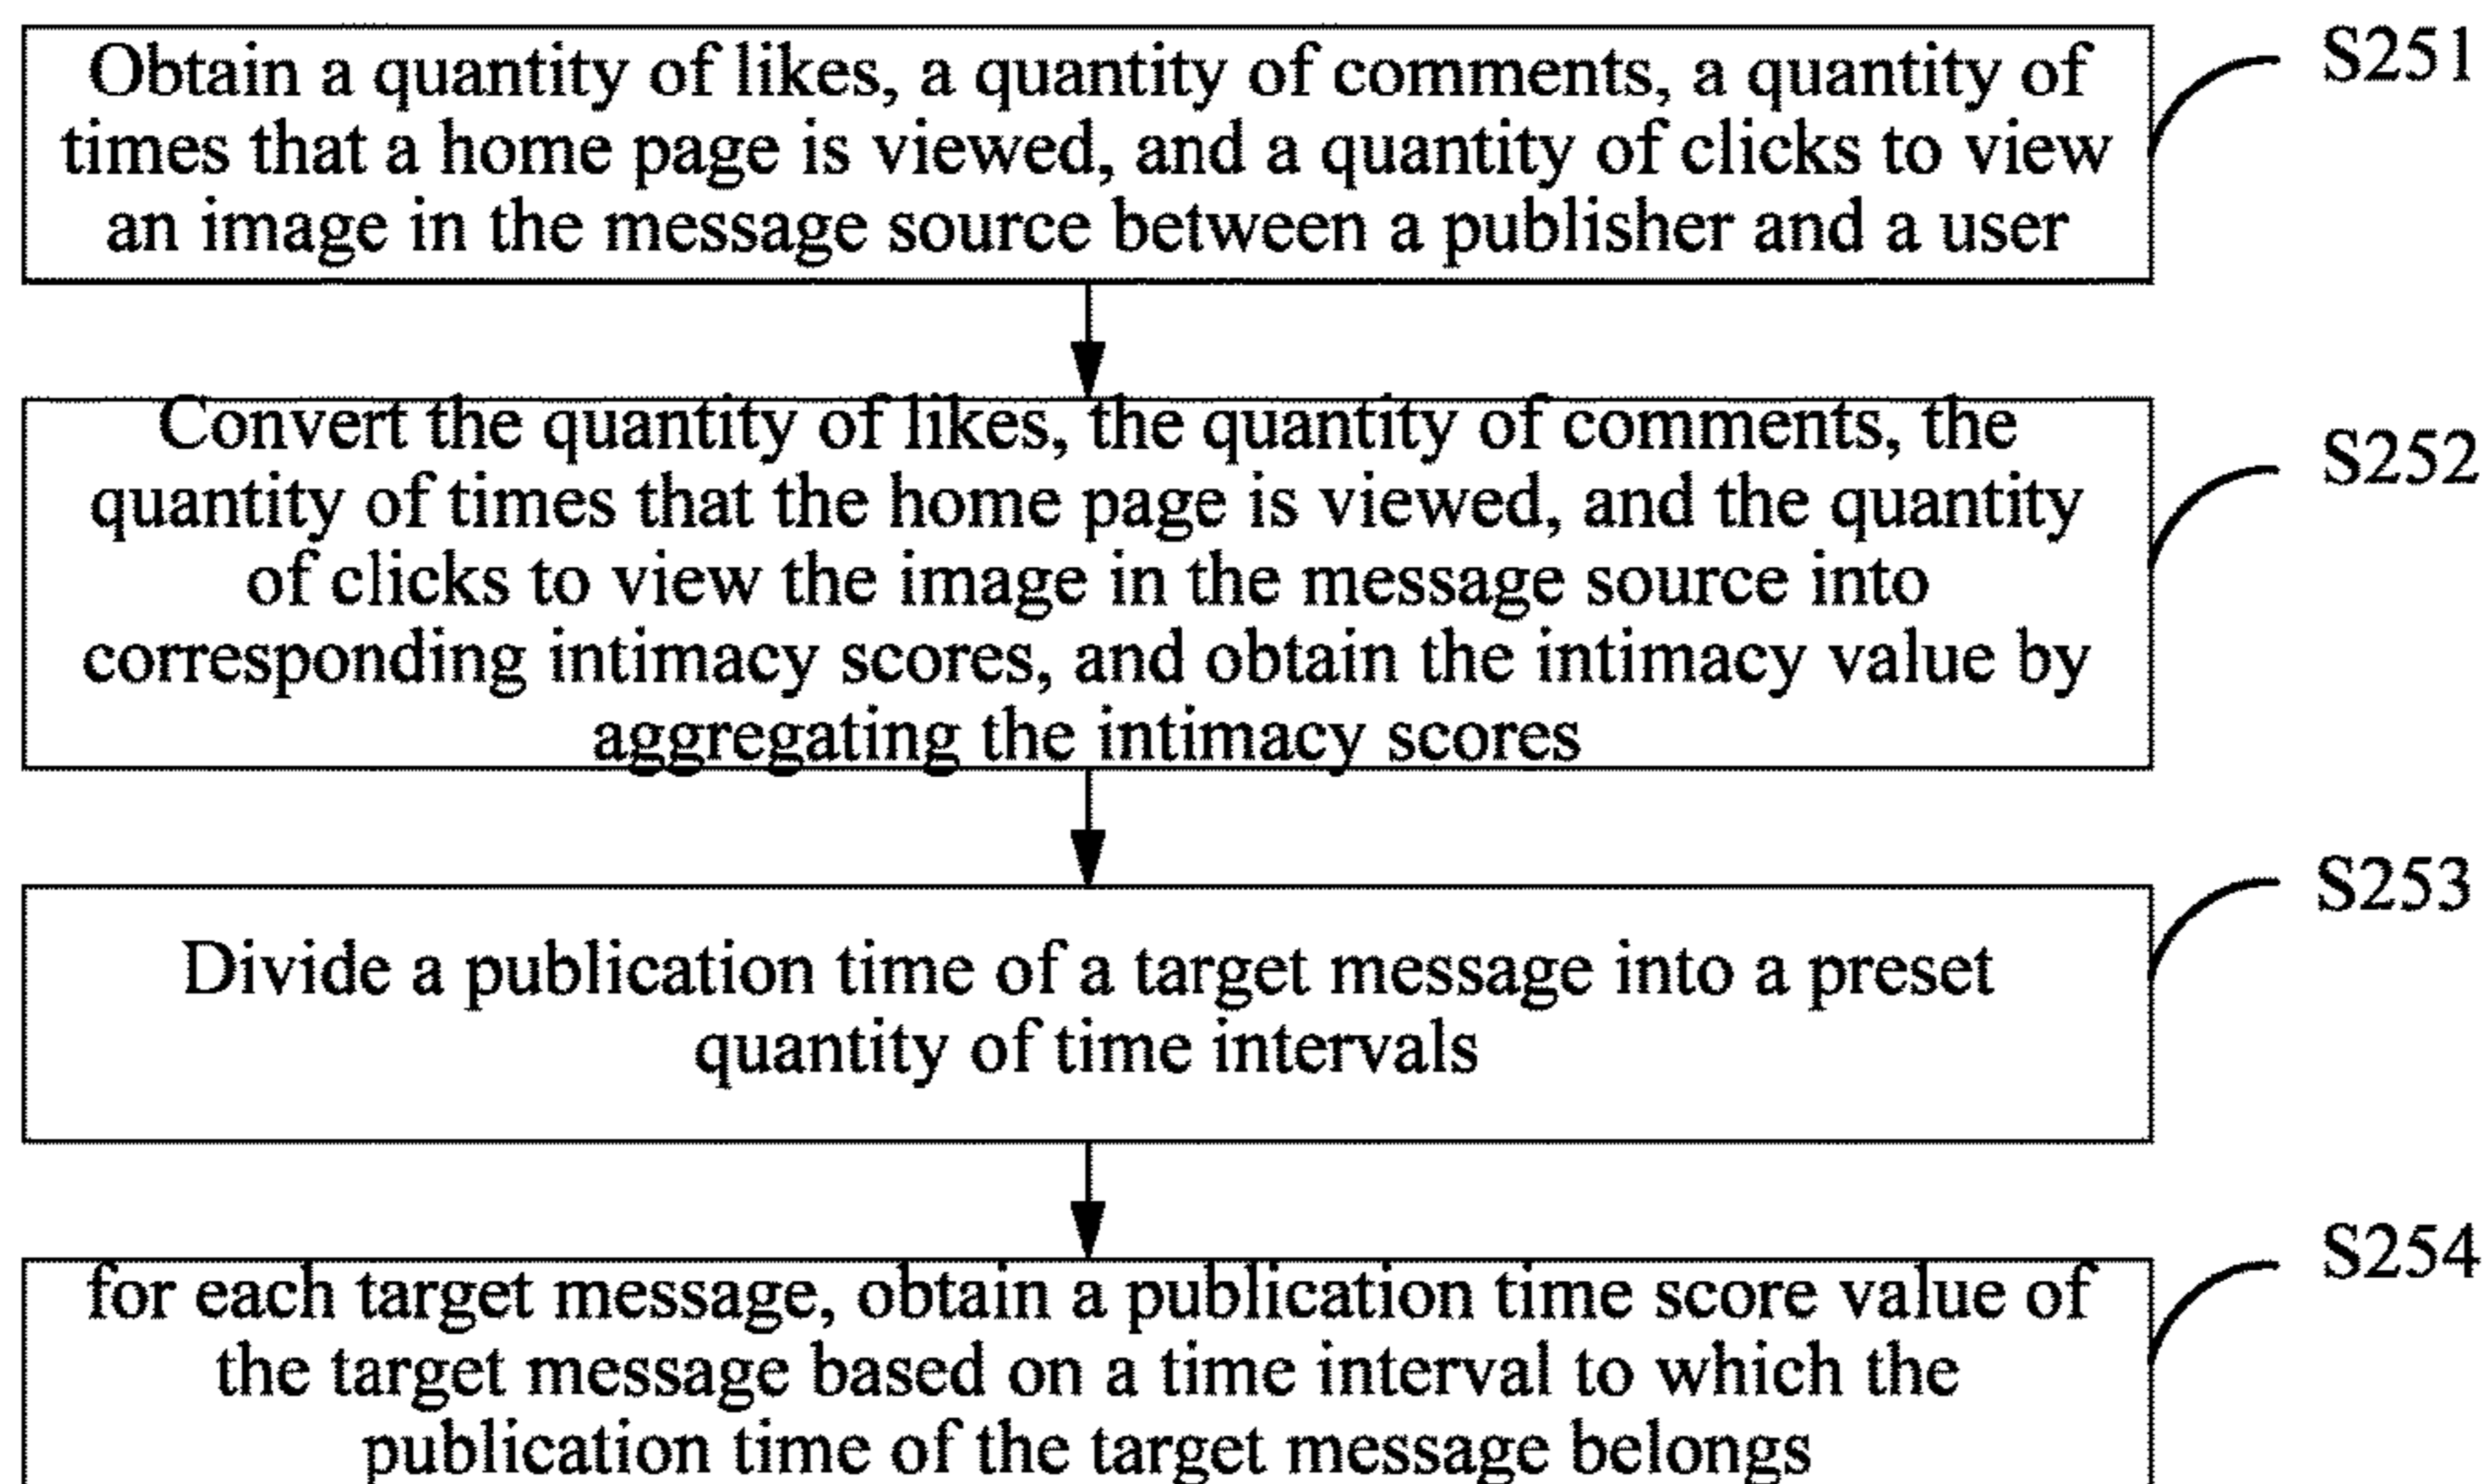 Obtain a quantity of likes, a quantity of comments, a quantity of
times that a home page is viewed, and a quantity of clicks to view
an image in the message source between a publisher and a user
S251
Convert the quantity of likes, the quantity of comments, the
quantity of times that the home page is viewed, and the quantity
of clicks to view the image in the message source into
corresponding intimacy scores, and obtain the intimacy value by
aggregating the intimacy scores
S252
Divide a publication time of a target message into a preset
quantity of time intervals
S253
for each target message, obtain a publication time score value of
the target message based on a time interval to which the
publication time of the target message belongs
S254